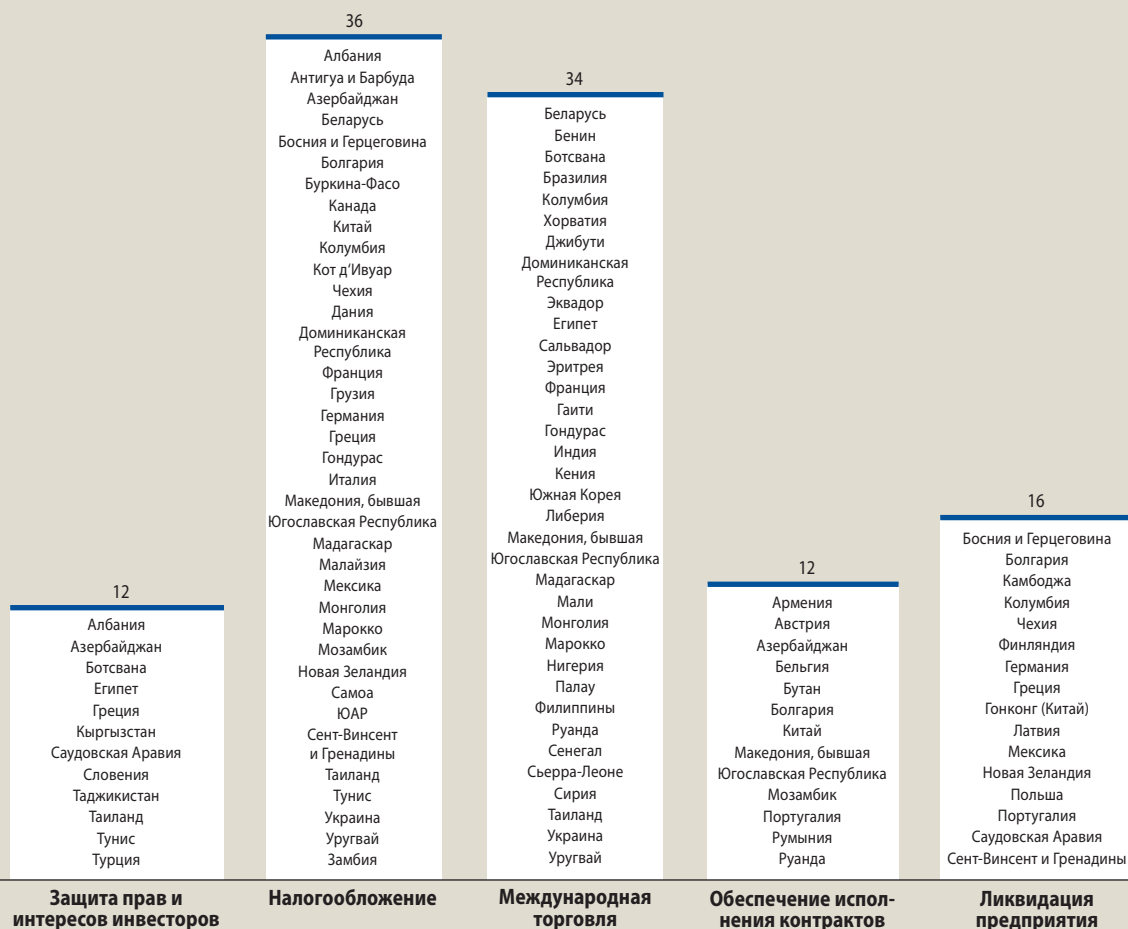 12
Албания
Азербайджан
Ботсвана
Египет
Греция
Кыргызстан
Саудовская Аравия
Словения
Таджикистан
Таиланд
Тунис
Турция
Защита прав и
интересов инвесторов
36
Албания
Антигуа и Барбуда
Азербайджан
Беларусь
Босния и Герцеговина
Болгария
Буркина-Фасо
Канада
Китай
Колумбия
Кот д‘Ивуар
Чехия
Дания
Доминиканская
Республика
Франция
Грузия
Германия
Греция
Гондурас
Италия
Македония, бывшая
Югославская Республика
Мадагаскар
Малайзия
Мексика
Монголия
Марокко
Мозамбик
Новая Зеландия
Самоа
ЮАР
Сент-Винсент
и Гренадины
Таиланд
Тунис
Украина
Уругвай
Замбия
Налогообложение
34
Беларусь
Бенин
Ботсвана
Бразилия
Колумбия
Хорватия
Джибути
Доминиканская
Республика
Эквадор
Египет
Сальвадор
Эритрея
Франция
Гаити
Гондурас
Индия
Кения
Южная Корея
Либерия
Македония, бывшая
Югославская Республика
Мадагаскар
Мали
Монголия
Марокко
Нигерия
Палау
Филиппины
Руанда
Сенегал
Сьерра-Леоне
Сирия
Таиланд
Украина
Уругвай
Международная
торговля
12
Армения
Австрия
Азербайджан
Бельгия
Бутан
Болгария
Китай
Македония, бывшая
Югославская Республика
Мозамбик
Португалия
Румыния
Руанда
Обеспечение испол-
нения контрактов
16
Босния и Герцеговина
Болгария
Камбоджа
Колумбия
Чехия
Финляндия
Германия
Греция
Гонконг (Китай)
Латвия
Мексика
Новая Зеландия
Польша
Португалия
Саудовская Аравия
Сент-Винсент и Гренадины
Ликвидация
предприятия